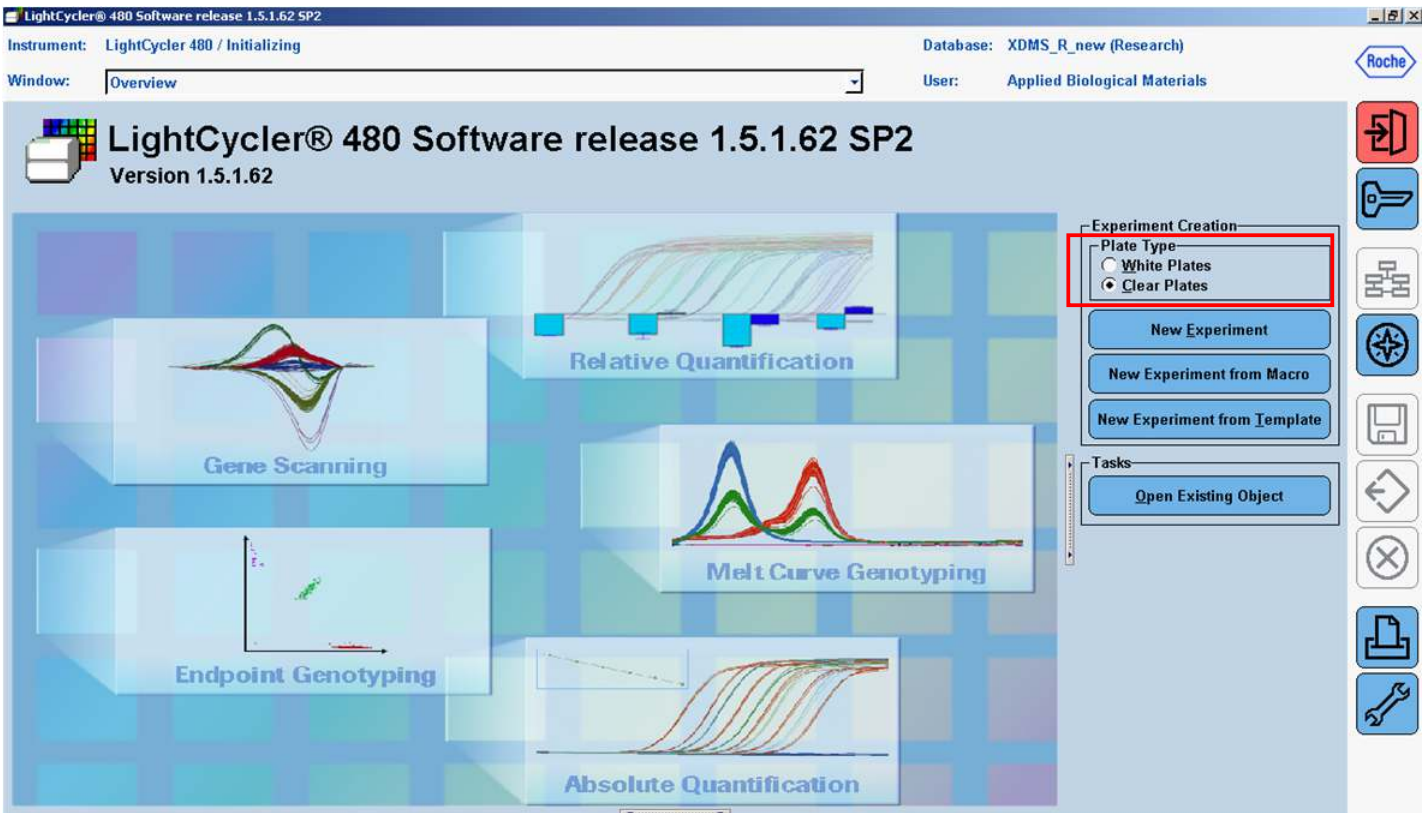 LightCycler® 480 Software release 1.5.1.62 SP2
Instrument: LightCycler 480 / Initializing
Database: XDMS_R_new (Research)
Window: Overview
User: Applied Biological Materials
Roche
LightCycler® 480 Software release 1.5.1.62 SP2
Version 1.5.1.62
Experiment Creation
Plate Type
White Plates
Clear Plates
New Experiment
New Experiment from Macro
New Experiment from Template
Tasks
Open Existing Object
Relative Quantification
Gene Scanning
Melt Curve Genotyping
Endpoint Genotyping
Absolute Quantification